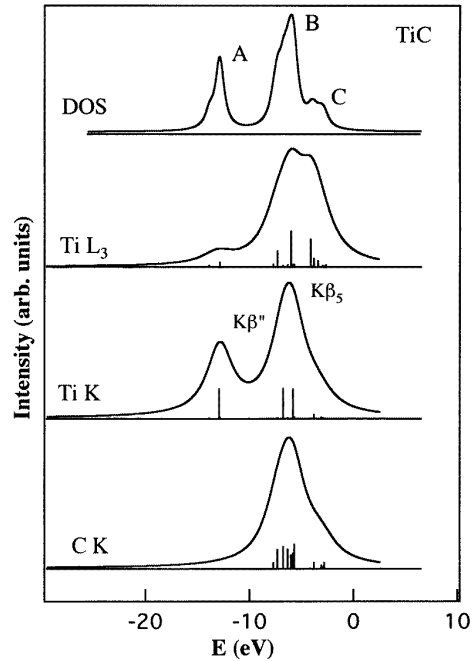 TiC
A
B
C
DOS
Ti L3
Kβ5
Kβ"
Ti K
C K
Intensity (arb. units)
-20
-10
0
10
E (eV)